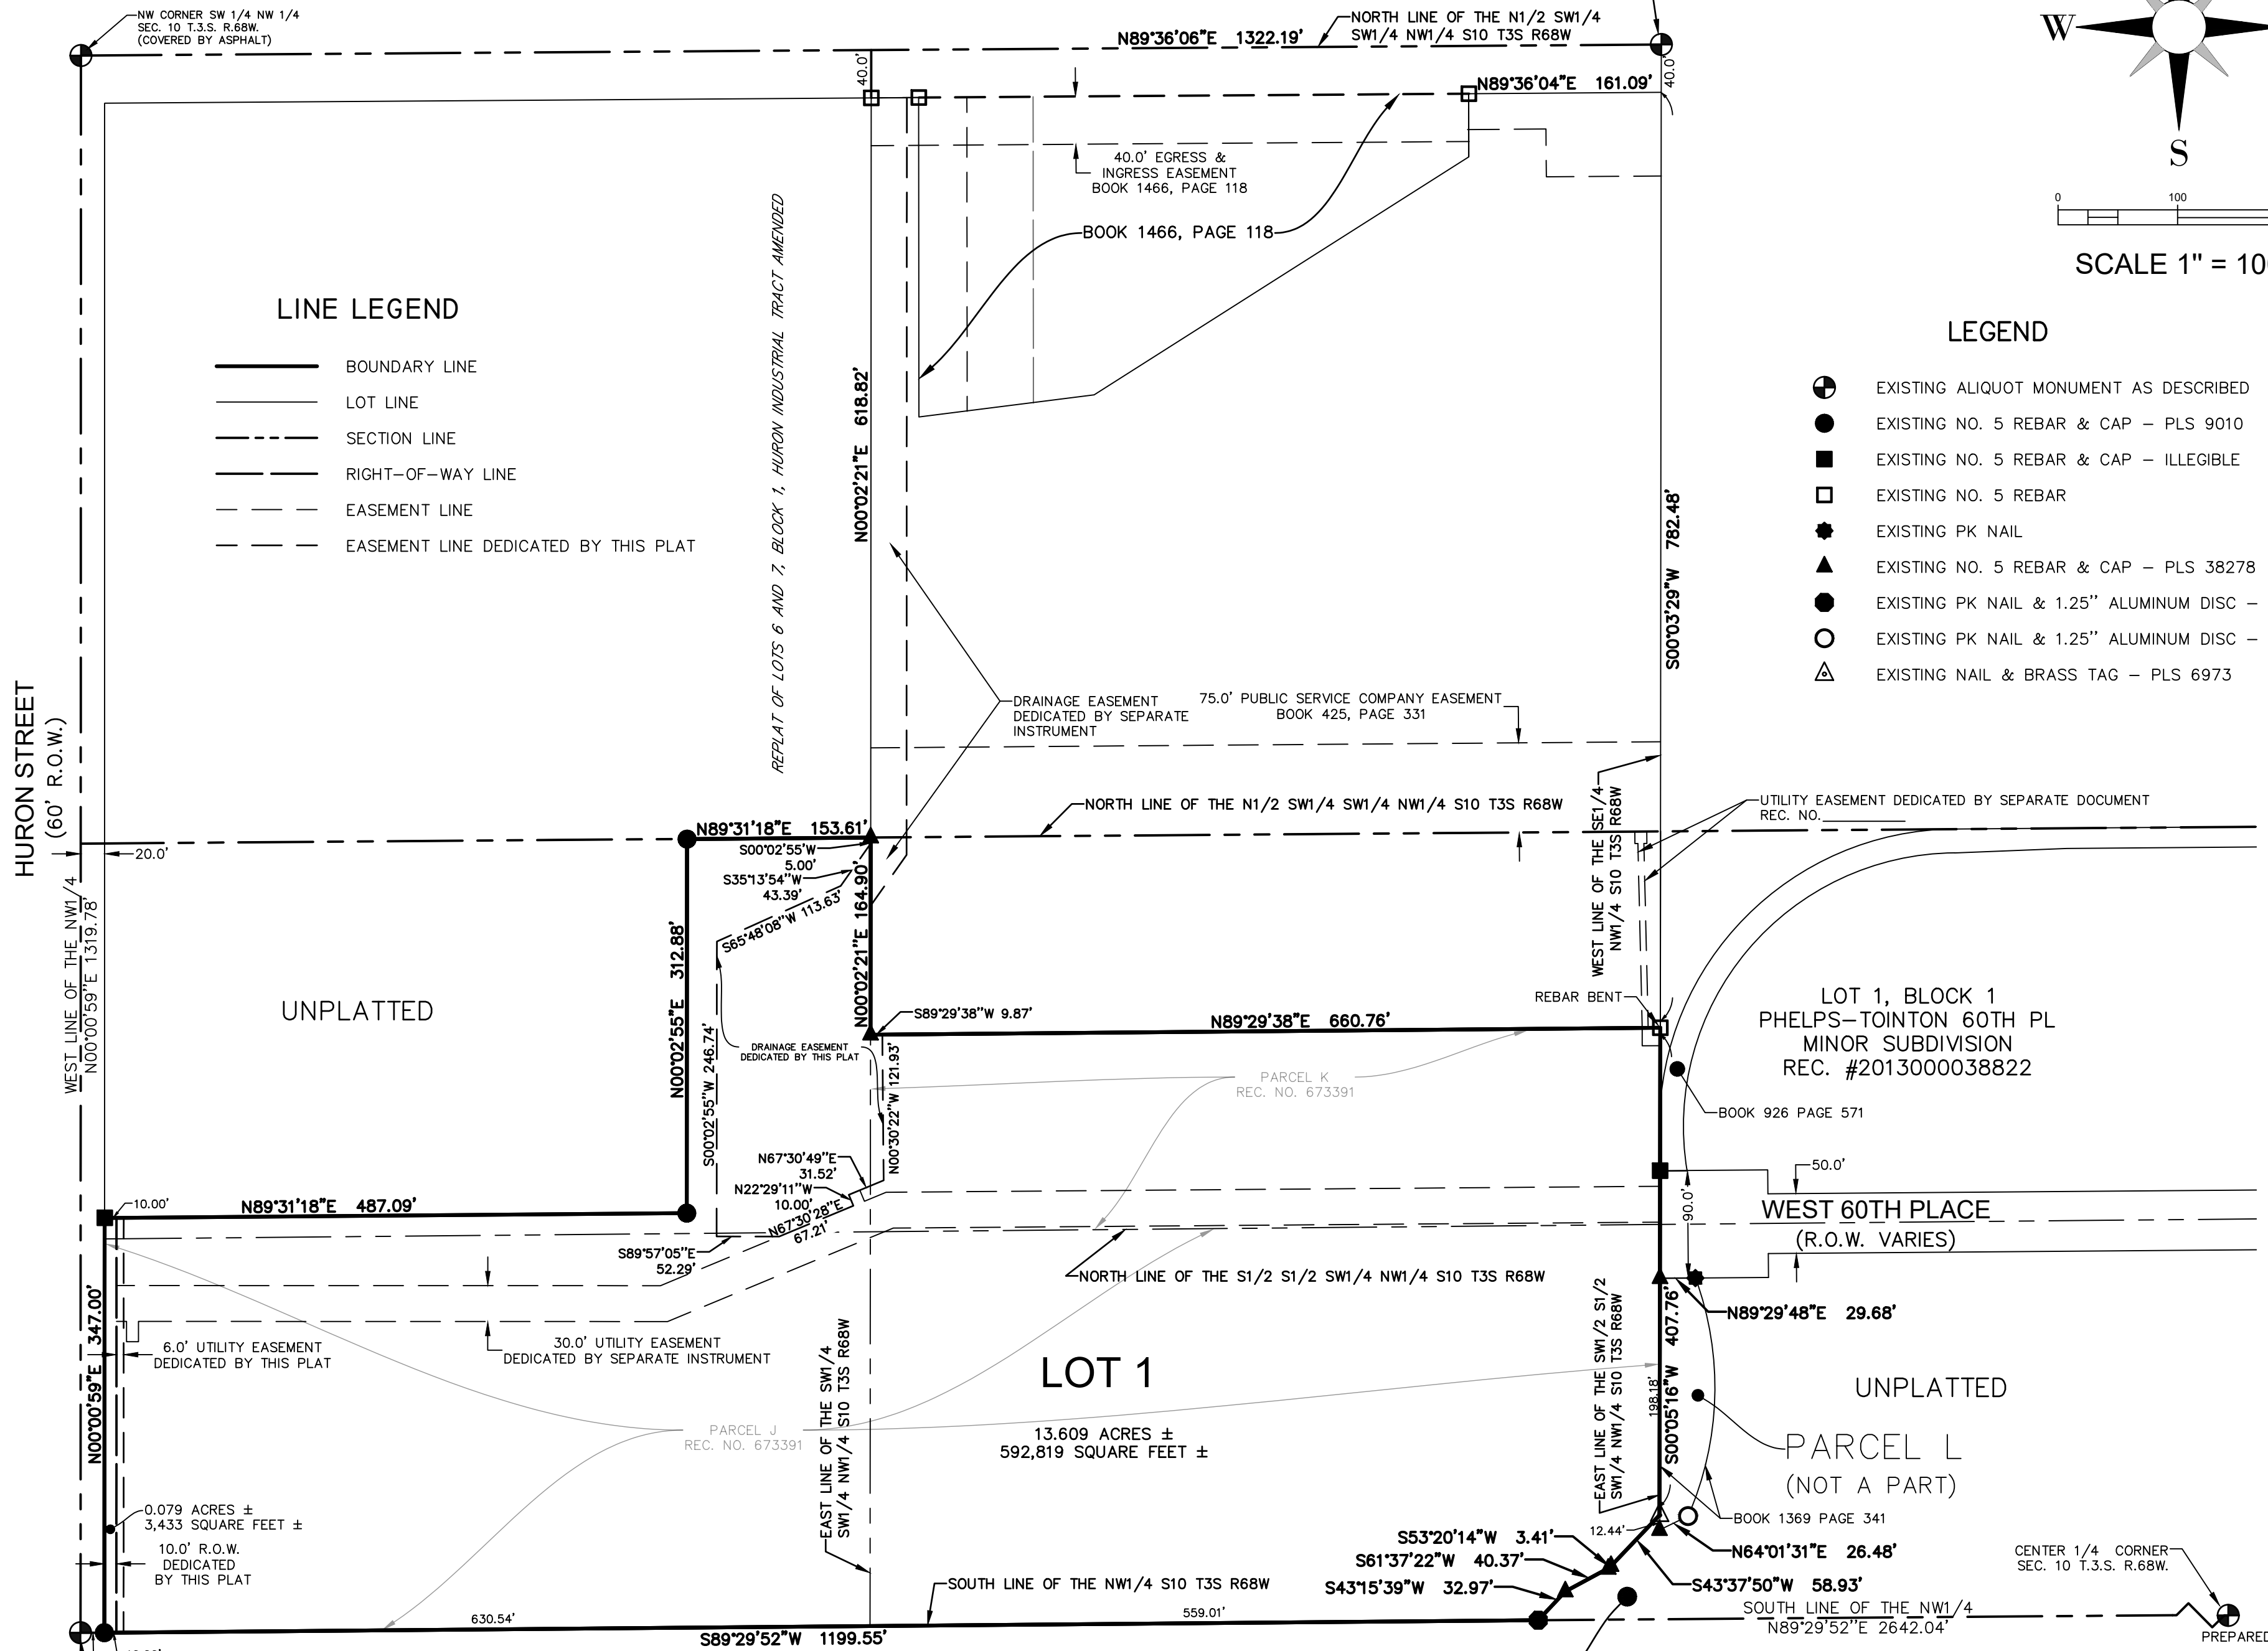 NW CORNER SW 1/4 NW 1/4
SEC. 10 T.3.S. R.68W.
(COVERED BY ASPHALT)
N89°36'06"E 1322.19'
NORTH LINE OF THE N1/2 SW1/4
SW1/4 NW1/4 S10 T3S R68W
W
S
40.0'
40.0'
N89°36'04"E 161.09'
40.0' EGRESS &
INGRESS EASEMENT
BOOK 1466, PAGE 118
BOOK 1466, PAGE 118
0
100
SCALE 1" = 10
LINE LEGEND
BOUNDARY LINE
LOT LINE
SECTION LINE
RIGHT-OF-WAY LINE
EASEMENT LINE
EASEMENT LINE DEDICATED BY THIS PLAT
REPLAT OF LOTS 6 AND 7, BLOCK 1, HURON INDUSTRIAL TRACT AMENDED
N00°02'21"E 618.82'
S00°03'29"W 782.48'
LEGEND
EXISTING ALIQUOT MONUMENT AS DESCRIBED
EXISTING NO. 5 REBAR & CAP - PLS 9010
EXISTING NO. 5 REBAR & CAP - ILLEGIBLE
EXISTING NO. 5 REBAR
EXISTING PK NAIL
EXISTING NO. 5 REBAR & CAP - PLS 38278
EXISTING PK NAIL & 1.25" ALUMINUM DISC -
EXISTING PK NAIL & 1.25" ALUMINUM DISC -
EXISTING NAIL & BRASS TAG - PLS 6973
HURON STREET
(60' R.O.W.)
DRAINAGE EASEMENT
DEDICATED BY SEPARATE
INSTRUMENT
75.0' PUBLIC SERVICE COMPANY EASEMENT
BOOK 425, PAGE 331
NORTH LINE OF THE N1/2 SW1/4 SW1/4 NW1/4 S10 T3S R68W
WEST LINE OF THE SE1/4
NW1/4 S10 T3S R68W
UTILITY EASEMENT DEDICATED BY SEPARATE DOCUMENT
REC. NO.
20.0'
WEST LINE OF THE NW1/4
N00°00'59"E 1319.78'
N89°31'18"E 153.61'
S00°02'55"W
5.00'
S35°13'54"W
43.39'
S65°48'08"W 113.63'
N00°02'21"E 164.90'
N00°02'55"E 312.88'
UNPLATTED
S00°02'55"W 246.74'
DRAINAGE EASEMENT
DEDICATED BY THIS PLAT
S89°29'38"W 9.87'
N89°29'38"E 660.76'
REBAR BENT
LOT 1, BLOCK 1
PHELPS-TOINTON 60TH PL
MINOR SUBDIVISION
REC. #2013000038822
N00°30'22"W 121.93'
PARCEL K
REC. NO. 673391
BOOK 926 PAGE 571
N67°30'49"E
31.52'
N22°29'11"W
10.00'
N67°30'28"E
67.21'
10.00'
N89°31'18"E 487.09'
S89°57'05"E
52.29'
50.0'
90.0'
WEST 60TH PLACE
(R.O.W. VARIES)
NORTH LINE OF THE S1/2 S1/2 SW1/4 NW1/4 S10 T3S R68W
N89°29'48"E 29.68'
N00°00'59"E 347.00'
6.0' UTILITY EASEMENT
DEDICATED BY THIS PLAT
30.0' UTILITY EASEMENT
DEDICATED BY SEPARATE INSTRUMENT
EAST LINE OF THE SW1/4
SW1/4 NW1/4 S10 T3S R68W
LOT 1
13.609 ACRES ±
592,819 SQUARE FEET ±
EAST LINE OF THE SW1/2 S1/2
SW1/4 NW1/4 S10 T3S R68W
198.18'
S00°05'16"W 407.76'
UNPLATTED
PARCEL L
(NOT A PART)
PARCEL J
REC. NO. 673391
0.079 ACRES ±
3,433 SQUARE FEET ±
10.0' R.O.W.
DEDICATED
BY THIS PLAT
BOOK 1369 PAGE 341
12.44'
S53°20'14"W 3.41'
S61°37'22"W 40.37'
S43°15'39"W 32.97'
N64°01'31"E 26.48'
S43°37'50"W 58.93'
CENTER 1/4 CORNER
SEC. 10 T.3.S. R.68W.
SOUTH LINE OF THE NW1/4 S10 T3S R68W
SOUTH LINE OF THE NW1/4
N89°29'52"E 2642.04'
630.54'
559.01'
S89°29'52"W 1199.55'
PREPARED